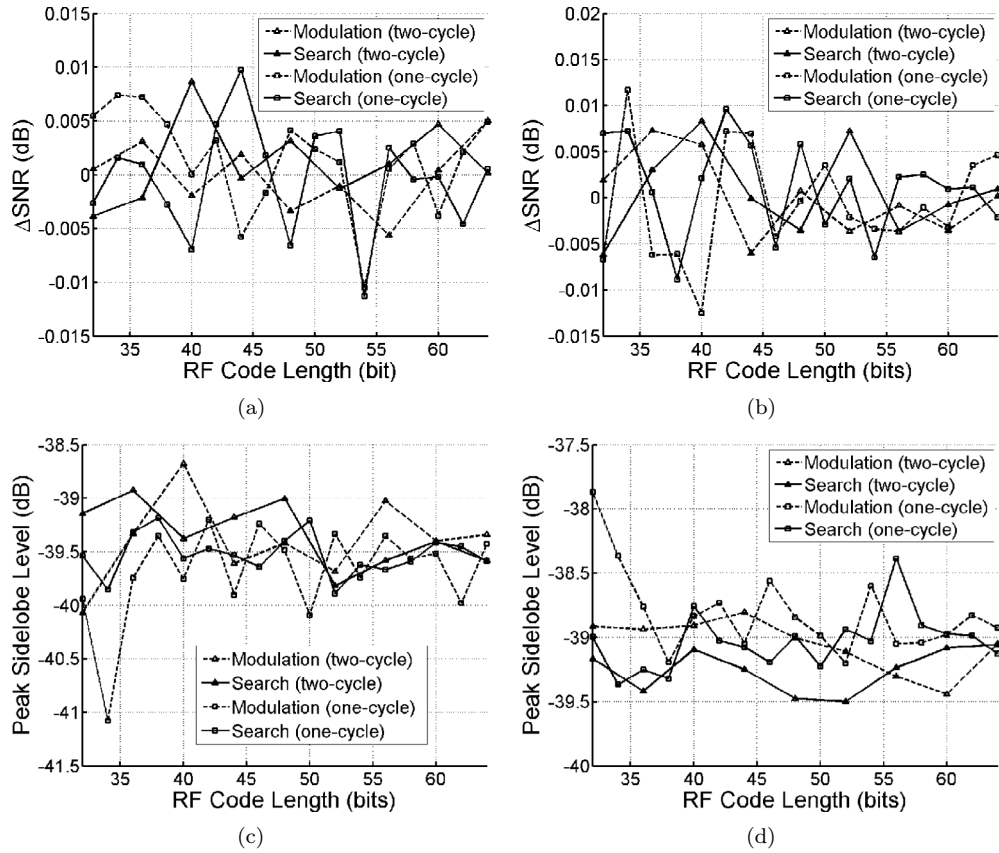 0.015
0.01
0.005
0
-0.005
-0.01
-0.015
ΔSNR (dB)
Modulation (two-cycle)
Search (two-cycle)
Modulation (one-cycle)
Search (one-cycle)
35 40 45 50 55 60
RF Code Length (bit)
(a)
0.02
0.015
0.01
0.005
0
-0.005
-0.01
-0.015
ΔSNR (dB)
Modulation (two-cycle)
Search (two-cycle)
Modulation (one-cycle)
Search (one-cycle)
35 40 45 50 55 60
RF Code Length (bits)
(b)
-38.5
-39
-39.5
-40
-40.5
-41
-41.5
Peak Sidelobe Level (dB)
Modulation (two-cycle)
Search (two-cycle)
Modulation (one-cycle)
Search (one-cycle)
35 40 45 50 55 60
RF Code Length (bits)
(c)
-37.5
-38
-38.5
-39
-39.5
-40
Peak Sidelobe Level (dB)
Modulation (two-cycle)
Search (two-cycle)
Modulation (one-cycle)
Search (one-cycle)
35 40 45 50 55 60
RF Code Length (bits)
(d)